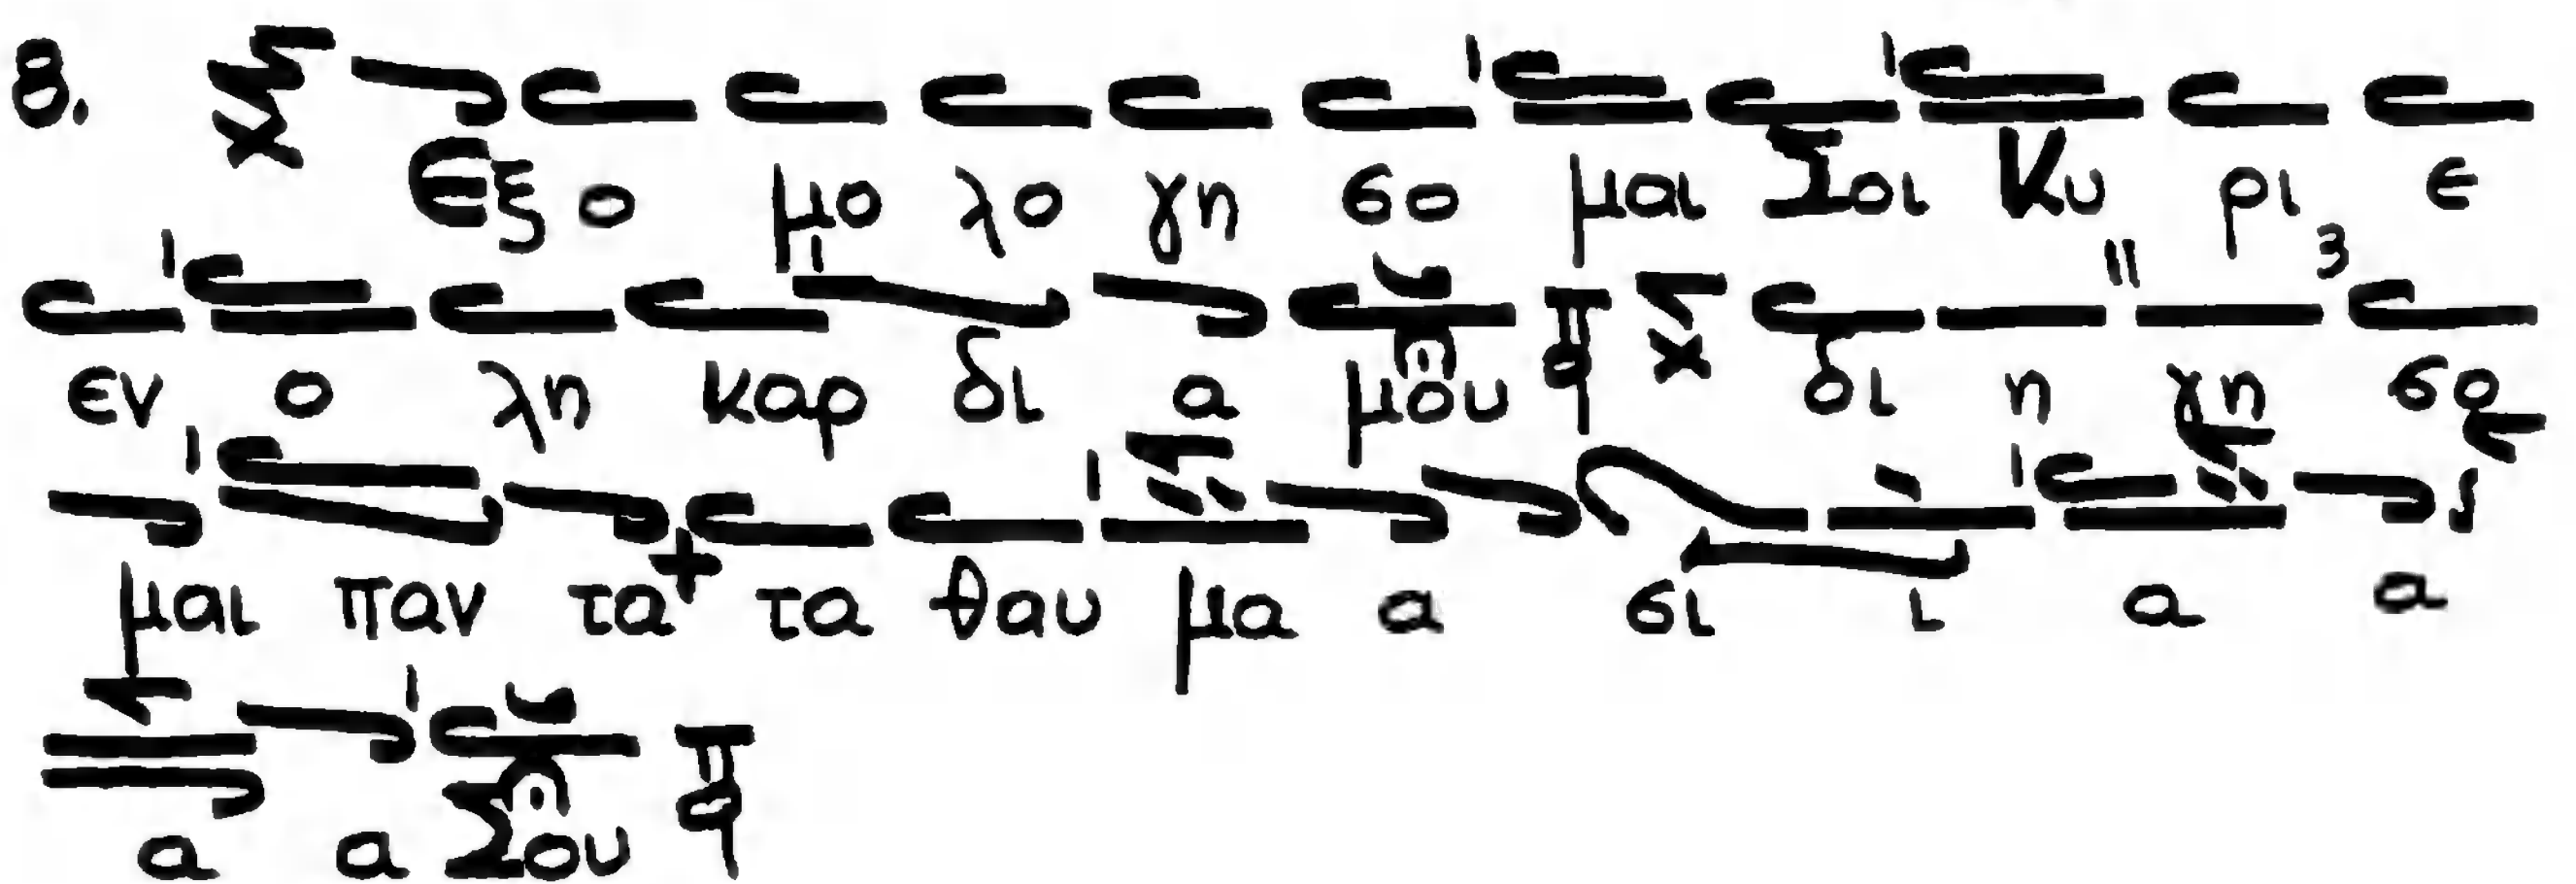 8. Εξ ο μο λο γη σο μαι Σοι Κυ ρι ε
εν ο λη καρ δι α μου δι η γη σο
μαι παν τα τα θαυ μα α σι ι α α
α α Σου